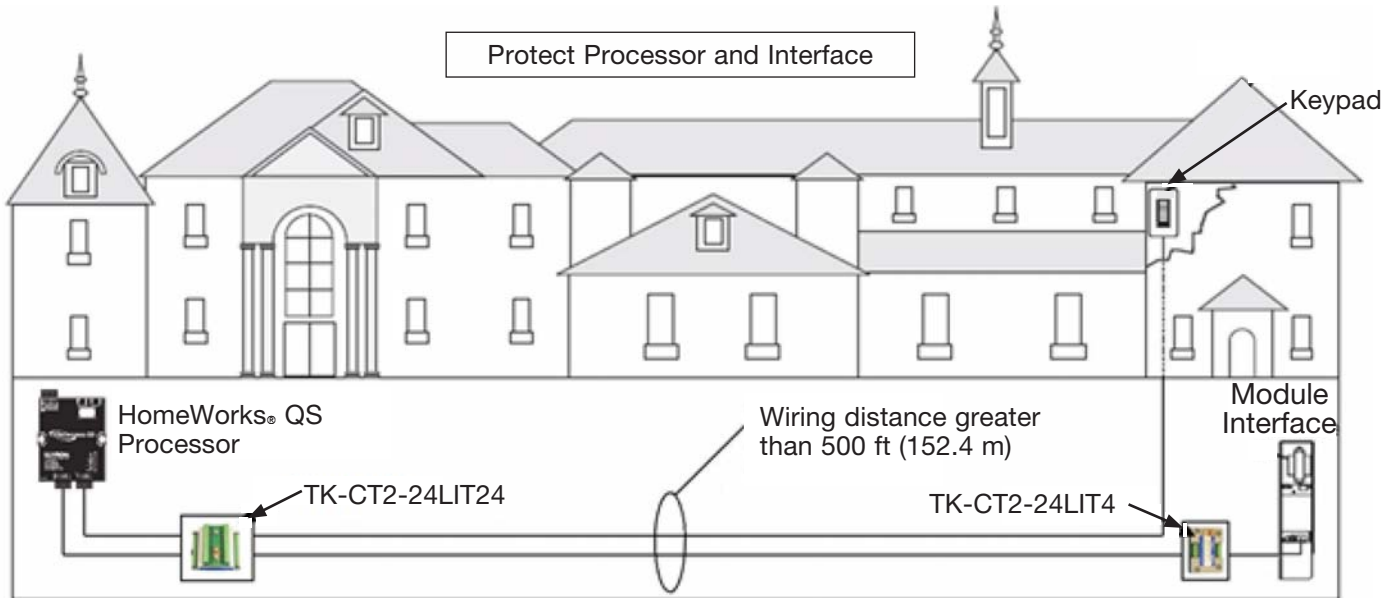 Protect Processor and Interface
Keypad
HomeWorks® QS
Processor
Wiring distance greater
than 500 ft (152.4 m)
Module
Interface
TK-CT2-24LIT24
TK-CT2-24LIT4